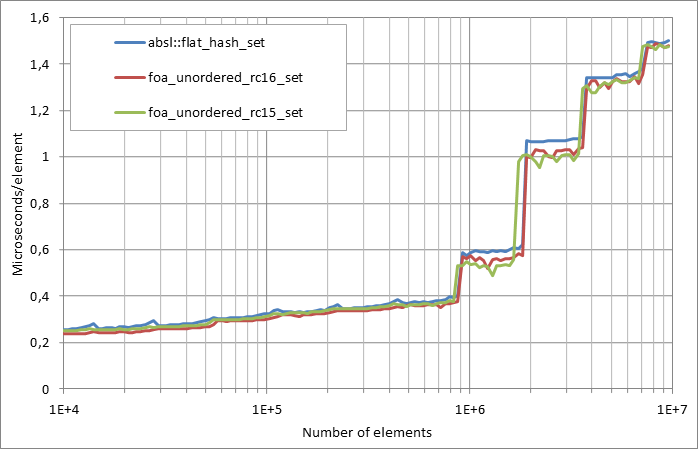 1,6
1,4
1,2
1
0,8
0,6
0,4
0,2
0
Microseconds/element
absl::flat_hash_set
foa_unordered_rc16_set
foa_unordered_rc15_set
1E+4 1E+5 1E+6 1E+7
Number of elements